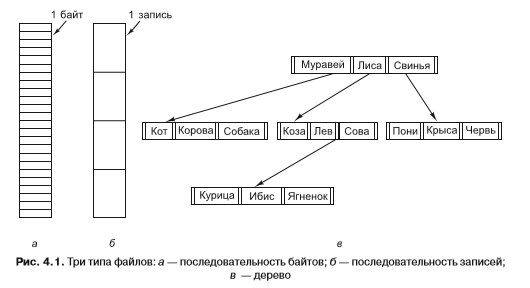 1 байт
1 запись
Муравей Лиса Свинья
Кот Корова Собака
Коза Лев Сова
Пони Крыса Червь
Курица Ибис Ягненок
а
б
в
Рис. 4.1. Три типа файлов: а — последовательность байтов; б — последовательность записей;
в — дерево